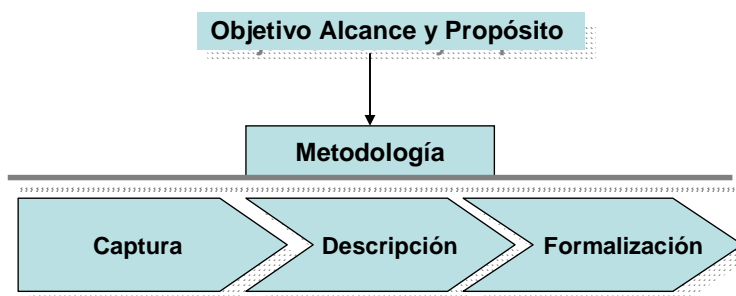 Objetivo Alcance y Propósito
Metodología
Captura
Descripción
Formalización